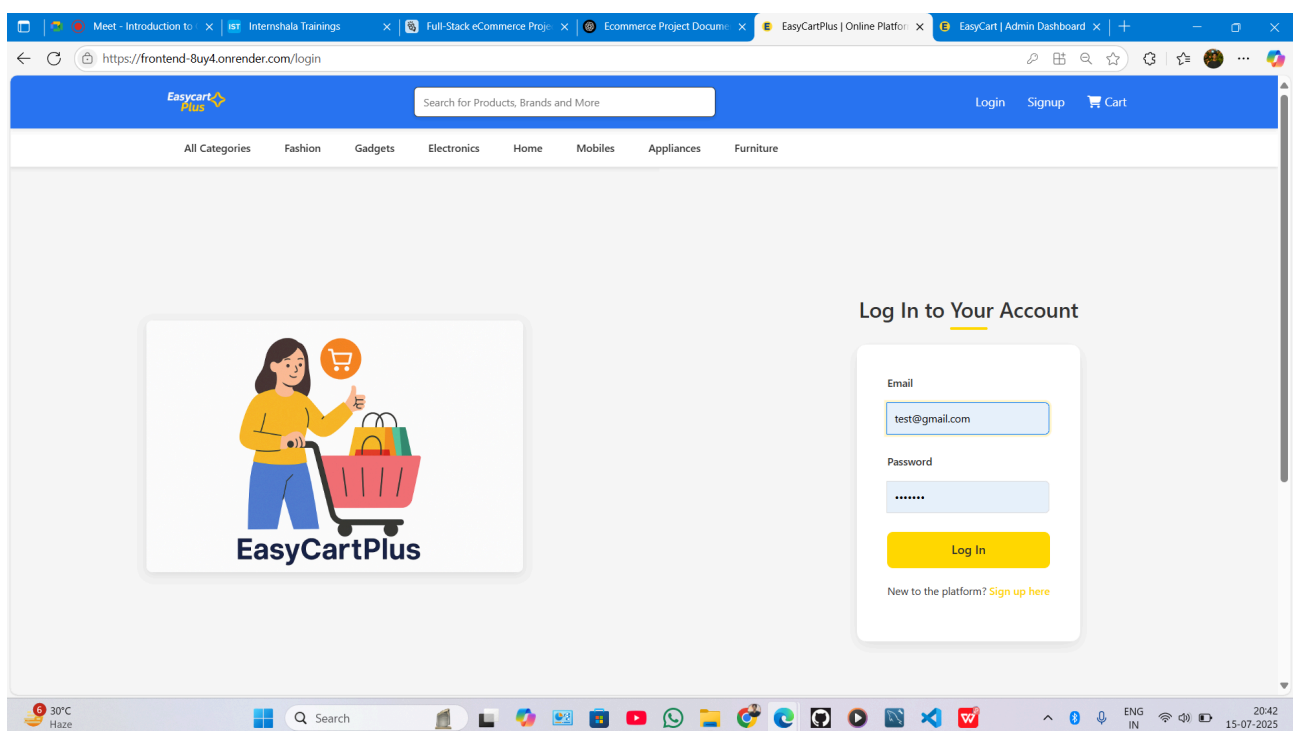 Meet - Introduction to
IST Internshala Trainings
Full-Stack eCommerce Proje
Ecommerce Project Docume
E EasyCartPlus | Online Platfor
E EasyCart | Admin Dashboard
https://frontend-8uy4.onrender.com/login
Easycart
Plus
Search for Products, Brands and More
Login Signup Cart
All Categories Fashion Gadgets Electronics Home Mobiles Appliances Furniture
Log In to Your Account
EasyCartPlus
Email
test@gmail.com
Password
•••••••
Log In
New to the platform? Sign up here
6 30°C
Haze
Search
W
ENG
IN
20:42
15-07-2025